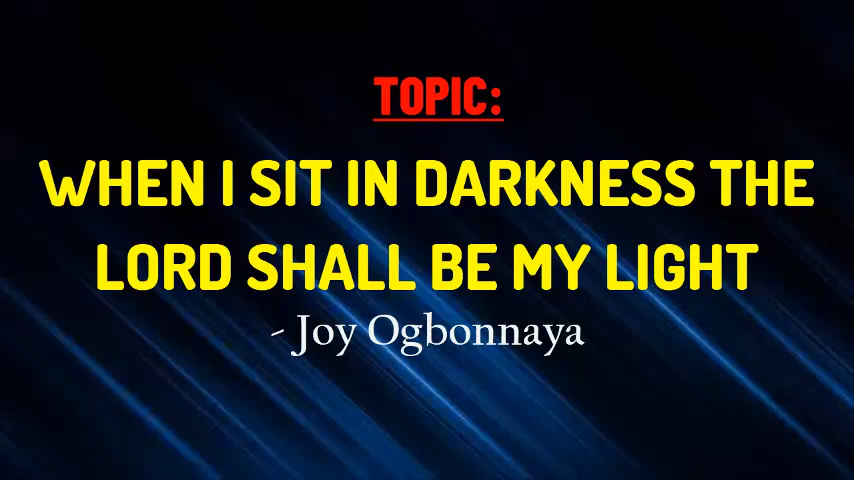 TOPIC:
WHEN I SIT IN DARKNESS THE
LORD SHALL BE MY LIGHT
- Joy Ogbonnaya